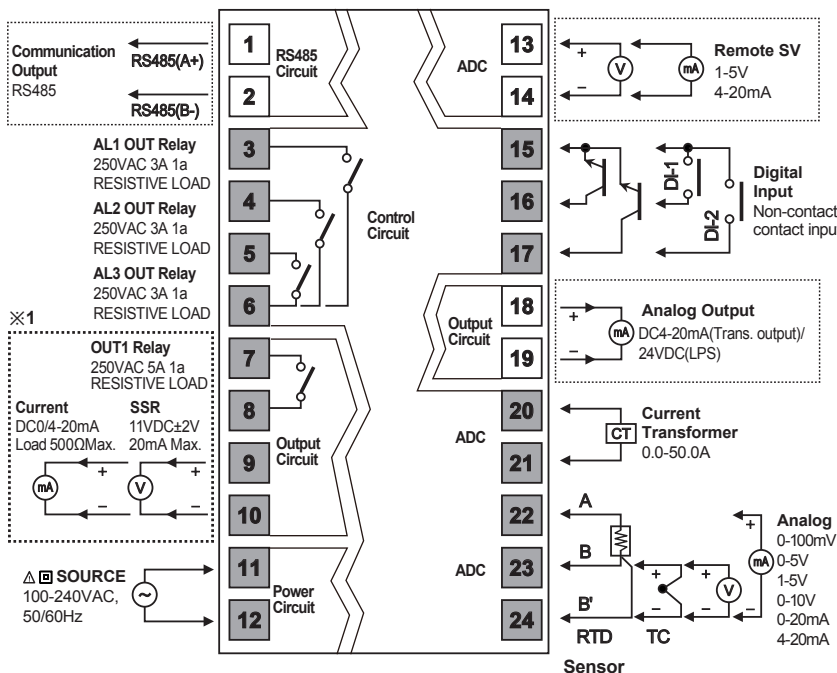 Communication
Output
RS485
RS485(A+)
RS485(B-)
1
2
RS485
Circuit
AL1 OUT Relay
250VAC 3A 1a
RESISTIVE LOAD
AL2 OUT Relay
250VAC 3A 1a
RESISTIVE LOAD
AL3 OUT Relay
250VAC 3A 1a
RESISTIVE LOAD
3
4
5
6
Control
Circuit
※1
OUT1 Relay
250VAC 5A 1a
RESISTIVE LOAD
Current
DC0/4-20mA
Load 500ΩMax.
SSR
11VDC±2V
20mA Max.
mA
+
−
V
+
−
7
8
9
10
Output
Circuit
SOURCE
100-240VAC,
50/60Hz
11
12
Power
Circuit
ADC
13
14
+
−
V
mA
Remote SV
1-5V
4-20mA
15
16
17
DI-1
DI-2
Digital
Input
Non-contact
contact inpu
Output
Circuit
18
19
+
−
mA
Analog Output
DC4-20mA(Trans. output)/
24VDC(LPS)
ADC
20
21
CT
Current
Transformer
0.0-50.0A
ADC
22
23
24
A
B
B'
RTD
TC
+
−
+
−
V
+
−
mA
Analog
0-100mV
0-5V
1-5V
0-10V
0-20mA
4-20mA
Sensor